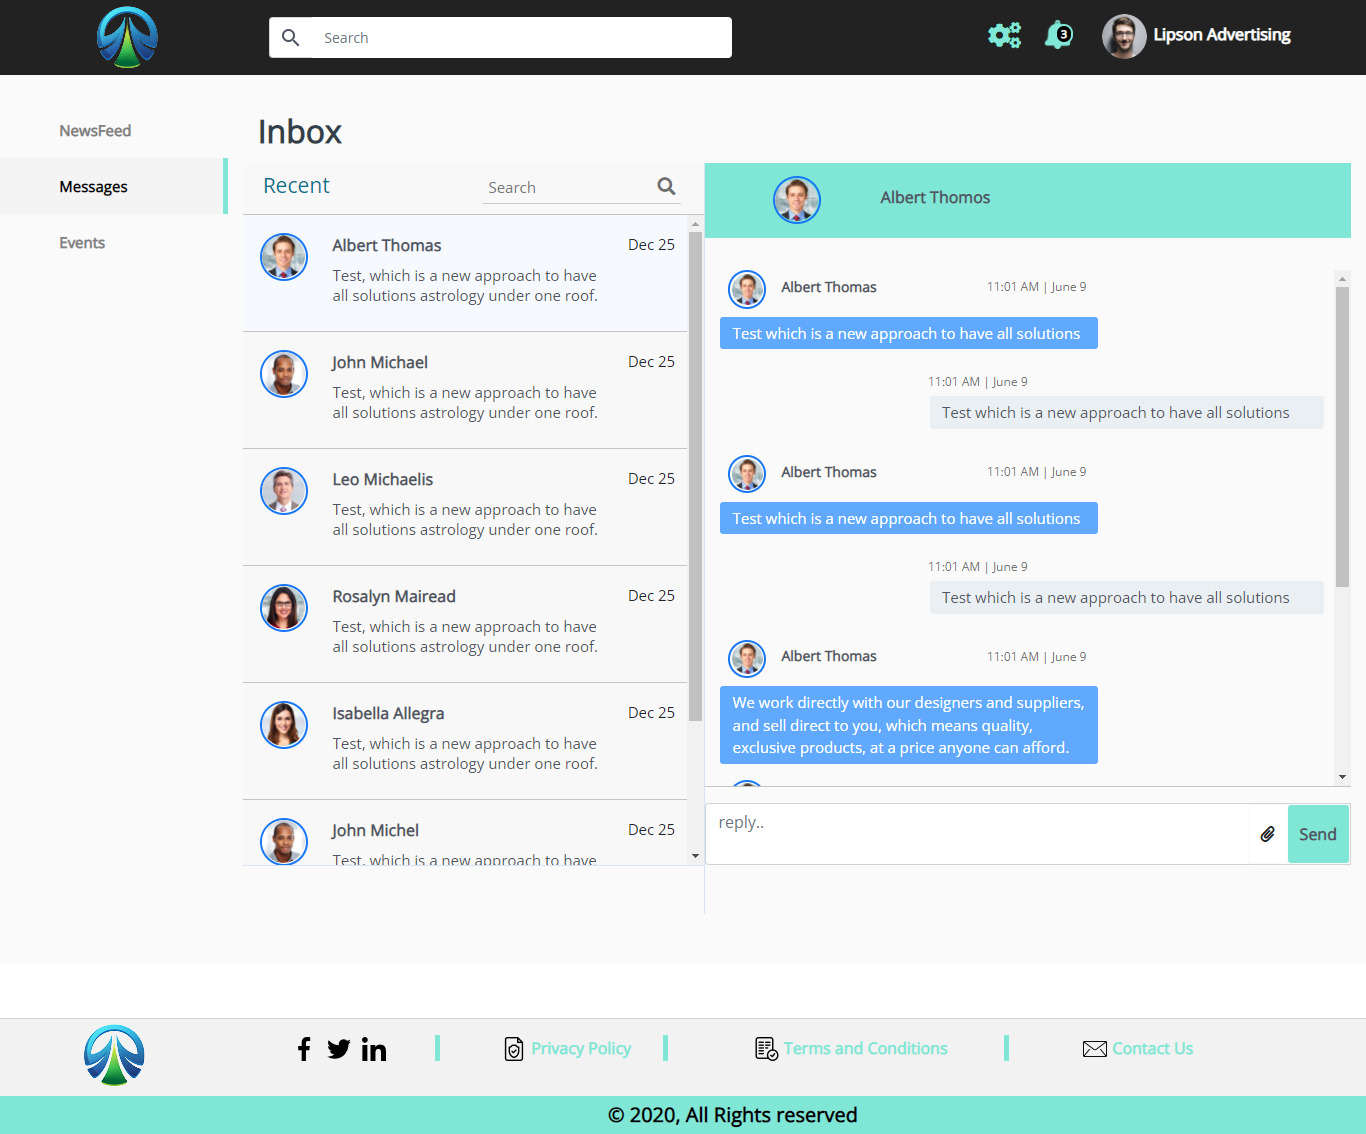 Search
3
Lipson Advertising
NewsFeed
Messages
Events
Inbox
Recent
Search
Albert Thomas
Dec 25
Test, which is a new approach to have
all solutions astrology under one roof.
John Michael
Dec 25
Test, which is a new approach to have
all solutions astrology under one roof.
Leo Michaelis
Dec 25
Test, which is a new approach to have
all solutions astrology under one roof.
Rosalyn Mairead
Dec 25
Test, which is a new approach to have
all solutions astrology under one roof.
Isabella Allegra
Dec 25
Test, which is a new approach to have
all solutions astrology under one roof.
John Michel
Dec 25
Test, which is a new approach to have
Albert Thomos
Albert Thomas
11:01 AM | June 9
Test which is a new approach to have all solutions
11:01 AM | June 9
Test which is a new approach to have all solutions
Albert Thomas
11:01 AM | June 9
Test which is a new approach to have all solutions
11:01 AM | June 9
Test which is a new approach to have all solutions
Albert Thomas
11:01 AM | June 9
We work directly with our designers and suppliers,
and sell direct to you, which means quality,
exclusive products, at a price anyone can afford.
reply..
Send
Privacy Policy
Terms and Conditions
Contact Us
© 2020, All Rights reserved